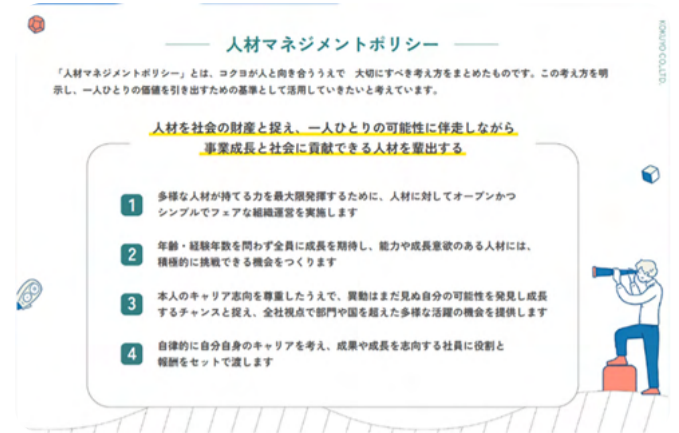 人材マネジメントポリシー
「人材マネジメントポリシー」とは、コクヨが人と向き合ううえで 大切にすべき考え方をまとめたものです。この考え方を明
示し、一人ひとりの価値を引き出すための基準として活用していきたいと考えています。
人材を社会の財産と捉え、一人ひとりの可能性に伴走しながら
事業成長と社会に貢献できる人材を輩出する
1 多様な人材が持てる力を最大限発揮するために、人材に対してオープンかつ
シンプルでフェアな組織運営を実施します
2 年齢・経験年数を問わず全員に成長を期待し、能力や成長意欲のある人材には、
積極的に挑戦できる機会をつくります
3 本人のキャリア志向を尊重したうえで、異動はまだ見ぬ自分の可能性を発見し成長
するチャンスと捉え、全社視点で部門や国を超えた多様な活躍の機会を提供します
4 自律的に自分自身のキャリアを考え、成果や成長を志向する社員に役割と
報酬をセットで渡します
KOKUYO CO.,LTD.